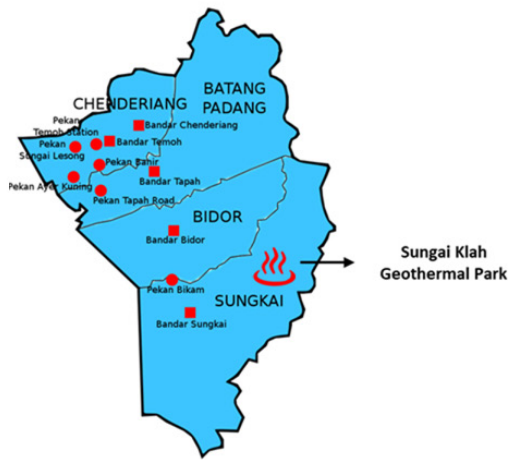 BATANG
PADANG
CHENDERIANG
Pekan
Temoh Station
Bandar Chenderiang
Pekan
Sungai Lesong
Bandar Temoh
Pekan Banir
Bandar Tapah
Pekan Ayer Kuning
Pekan Tapah Road
BIDOR
Bandar Bidor
Sungai Klah
Geothermal Park
Pekan Bikam
SUNGKAI
Bandar Sungkai